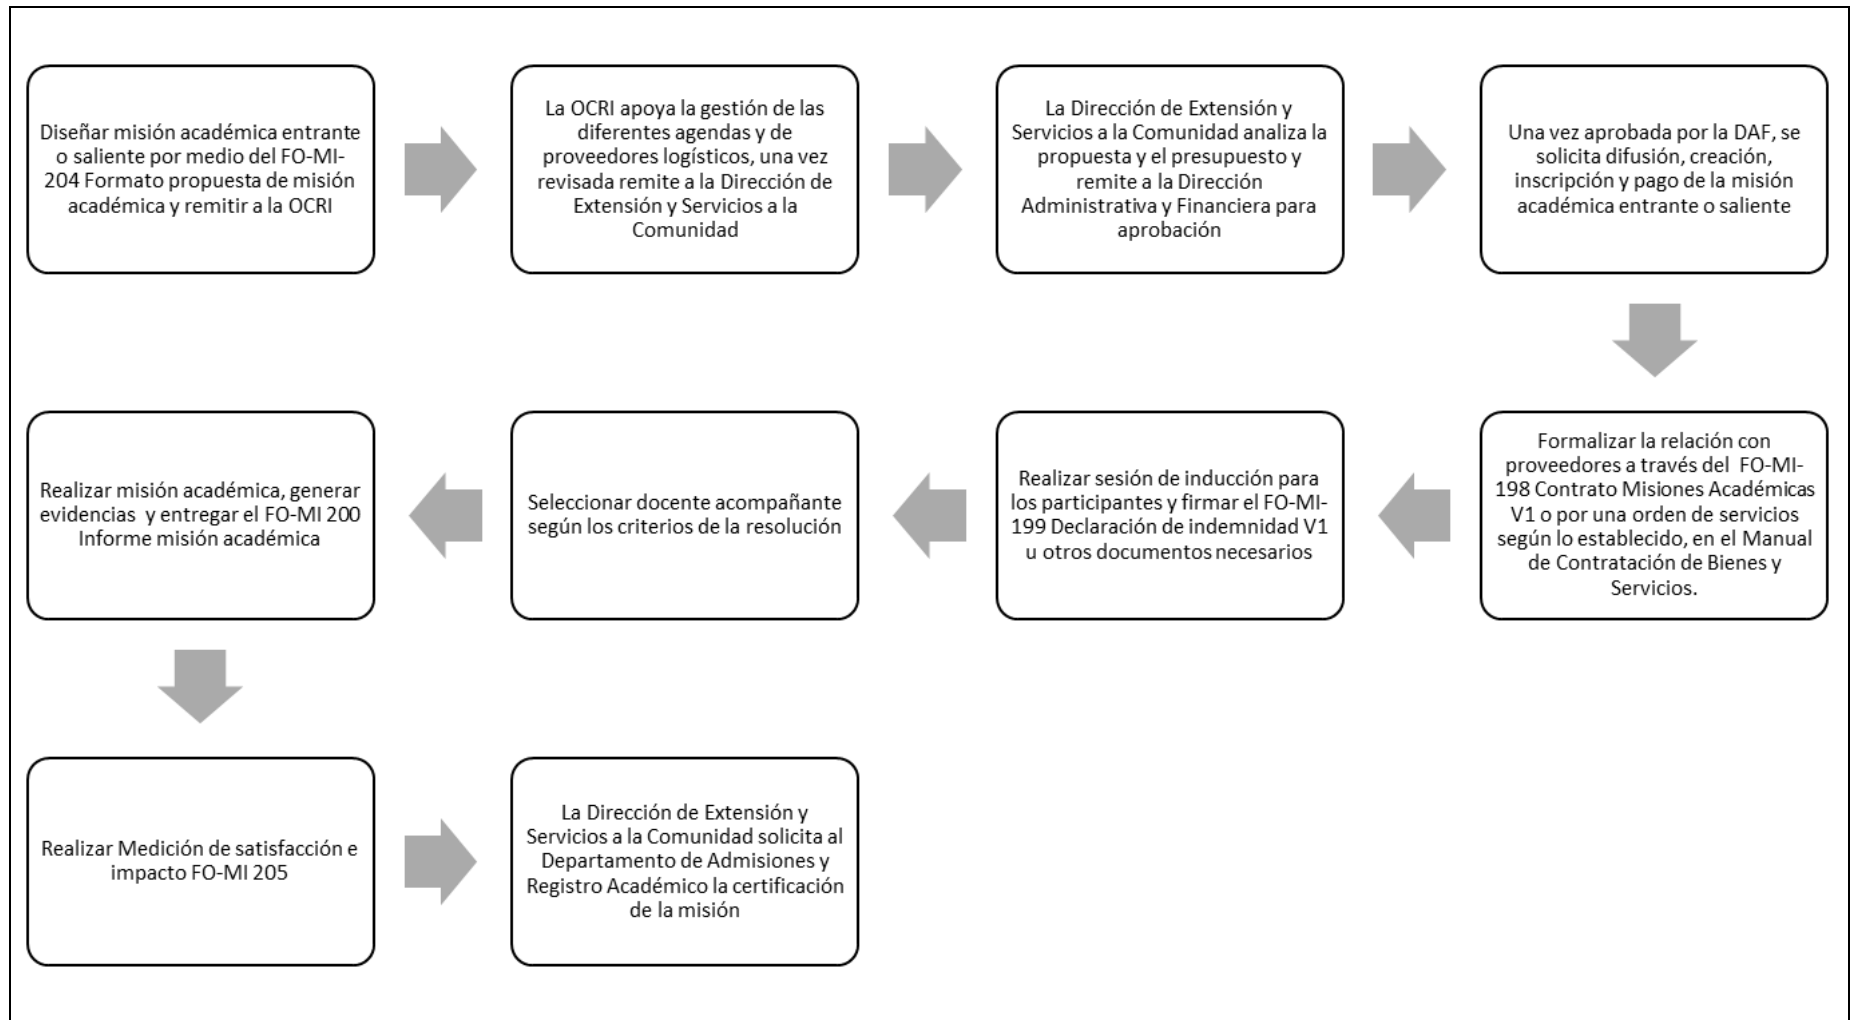 Diseñar misión académica entrante
o saliente por medio del FO-MI-
204 Formato propuesta de misión
académica y remitir a la OCRI
La OCRI apoya la gestión de las
diferentes agendas y de
proveedores logísticos, una vez
revisada remite a la Dirección de
Extensión y Servicios a la
Comunidad
La Dirección de Extensión y
Servicios a la Comunidad analiza la
propuesta y el presupuesto y
remite a la Dirección
Administrativa y Financiera para
aprobación
Una vez aprobada por la DAF, se
solicita difusión, creación,
inscripción y pago de la misión
académica entrante o saliente
Formalizar la relación con
proveedores a través del FO-MI-
198 Contrato Misiones Académicas
V1 o por una orden de servicios
según lo establecido, en el Manual
de Contratación de Bienes y
Servicios.
Realizar sesión de inducción para
los participantes y firmar el FO-MI-
199 Declaración de indemnidad V1
u otros documentos necesarios
Seleccionar docente acompañante
según los criterios de la resolución
Realizar misión académica, generar
evidencias y entregar el FO-MI 200
Informe misión académica
Realizar Medición de satisfacción e
impacto FO-MI 205
La Dirección de Extensión y
Servicios a la Comunidad solicita al
Departamento de Admisiones y
Registro Académico la certificación
de la misión